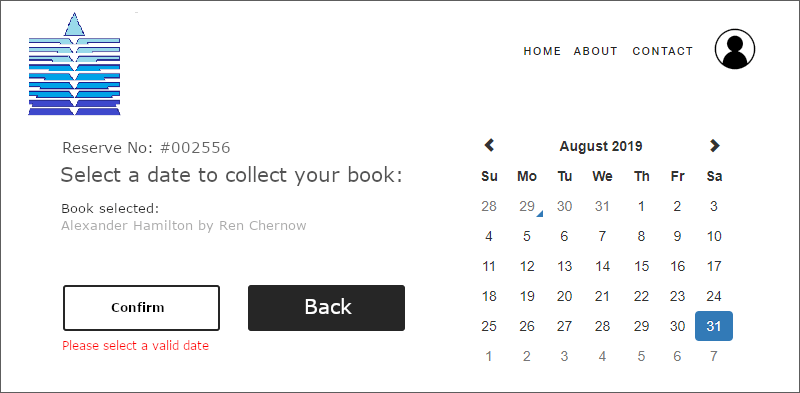 HOME ABOUT CONTACT
Reserve No: #002556
Select a date to collect your book:
Book selected:
Alexander Hamilton by Ren Chernow
Confirm
Back
Please select a valid date
August 2019
Su Mo Tu We Th Fr Sa
28 29 30 31 1 2 3
4 5 6 7 8 9 10
11 12 13 14 15 16 17
18 19 20 21 22 23 24
25 26 27 28 29 30 31
1 2 3 4 5 6 7